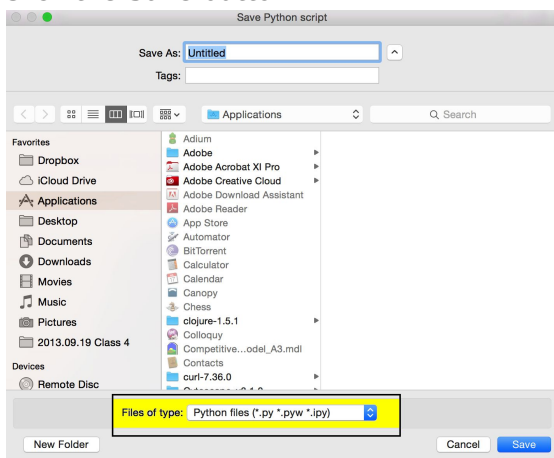 Save Python script
Save As: Untitled
Tags:
Applications
Search
Favorites
Dropbox
iCloud Drive
Applications
Desktop
Documents
Downloads
Movies
Music
Pictures
2013.09.19 Class 4
Devices
Remote Disc
Adium
Adobe
Adobe Acrobat XI Pro
Adobe Creative Cloud
Adobe Download Assistant
Adobe Reader
App Store
Automator
BitTorrent
Calculator
Calendar
Canopy
Chess
clojure-1.5.1
Colloquy
Competitive…odel_A3.mdl
Contacts
curl-7.36.0
Files of type: Python files (*.py *.pyw *.ipy)
New Folder
Cancel
Save